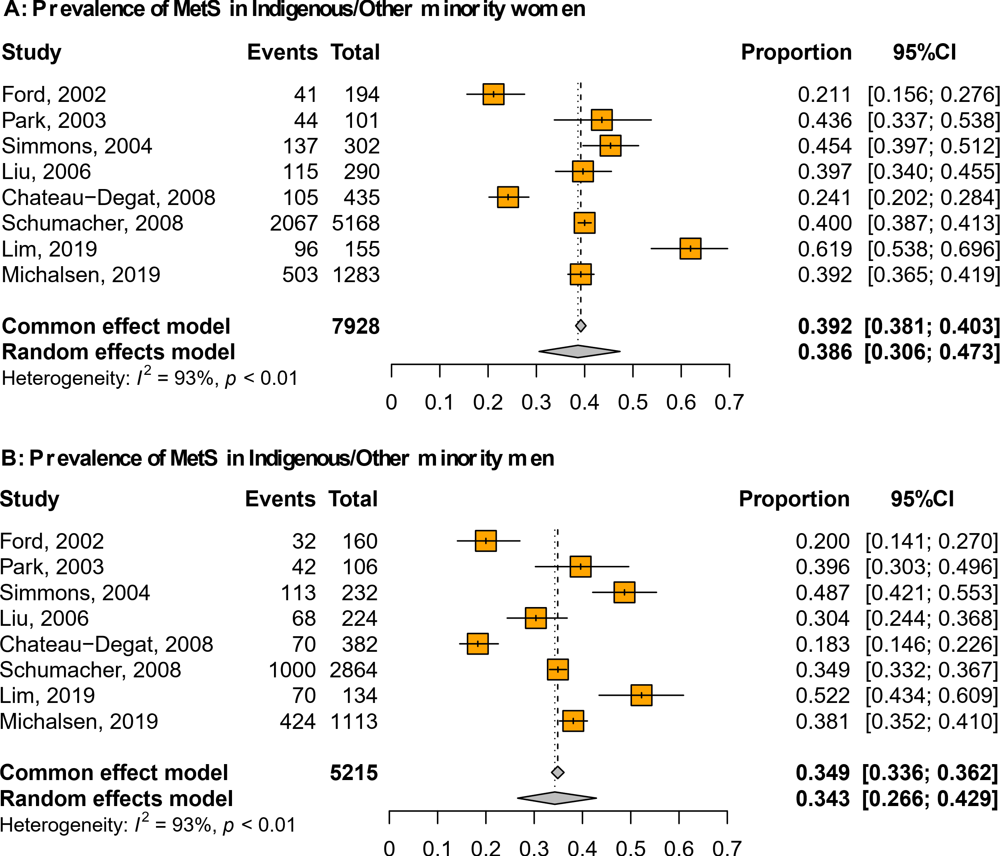 A: Prevalence of MetS in Indigenous/Other minority women
Study Events Total Proportion 95%CI
Ford, 2002 41 194 0.211 [0.156; 0.276]
Park, 2003 44 101 0.436 [0.337; 0.538]
Simmons, 2004 137 302 0.454 [0.397; 0.512]
Liu, 2006 115 290 0.397 [0.340; 0.455]
Chateau−Degat, 2008 105 435 0.241 [0.202; 0.284]
Schumacher, 2008 2067 5168 0.400 [0.387; 0.413]
Lim, 2019 96 155 0.619 [0.538; 0.696]
Michalsen, 2019 503 1283 0.392 [0.365; 0.419]
Common effect model 7928 0.392 [0.381; 0.403]
Random effects model 0.386 [0.306; 0.473]
Heterogeneity: I² = 93%, p < 0.01
0 0.1 0.2 0.3 0.4 0.5 0.6 0.7
B: Prevalence of MetS in Indigenous/Other minority men
Study Events Total Proportion 95%CI
Ford, 2002 32 160 0.200 [0.141; 0.270]
Park, 2003 42 106 0.396 [0.303; 0.496]
Simmons, 2004 113 232 0.487 [0.421; 0.553]
Liu, 2006 68 224 0.304 [0.244; 0.368]
Chateau−Degat, 2008 70 382 0.183 [0.146; 0.226]
Schumacher, 2008 1000 2864 0.349 [0.332; 0.367]
Lim, 2019 70 134 0.522 [0.434; 0.609]
Michalsen, 2019 424 1113 0.381 [0.352; 0.410]
Common effect model 5215 0.349 [0.336; 0.362]
Random effects model 0.343 [0.266; 0.429]
Heterogeneity: I² = 93%, p < 0.01
0 0.1 0.2 0.3 0.4 0.5 0.6 0.7